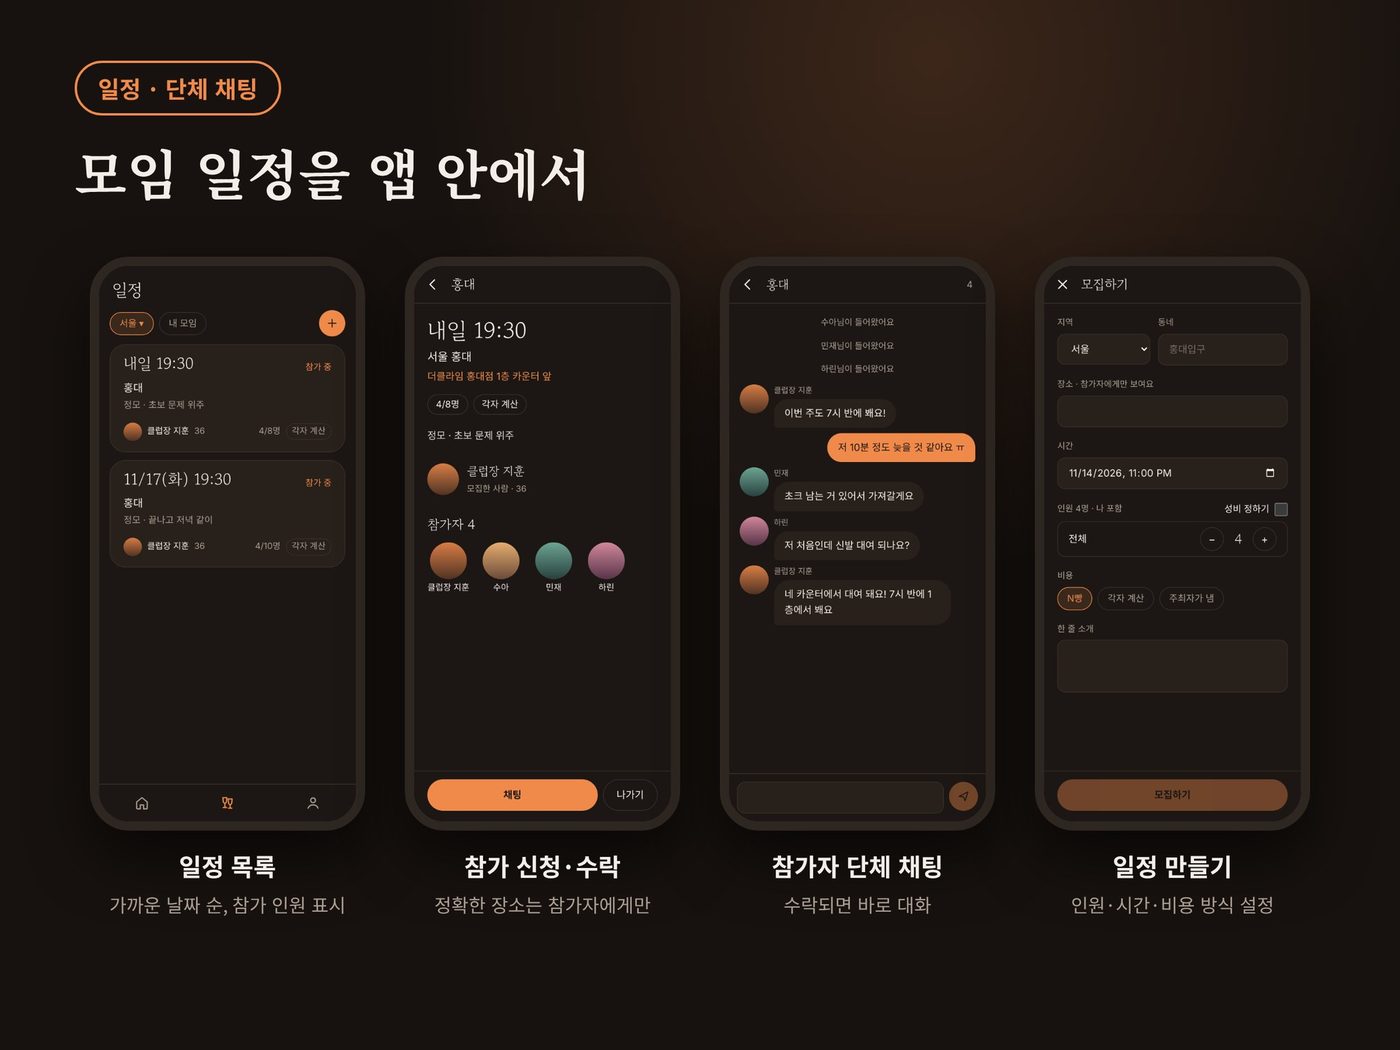 일정 · 단체 채팅
모임 일정을 앱 안에서
일정
서울 ▾
내 모임
+
내일 19:30
참가 중
홍대
정모 · 초보 문제 위주
클럽장 지훈 36
4/8명
각자 계산
11/17(화) 19:30
참가 중
홍대
정모 · 끝나고 저녁 같이
클럽장 지훈 36
4/10명
각자 계산
일정 목록
가까운 날짜 순, 참가 인원 표시
홍대
내일 19:30
서울 홍대
더클라임 홍대점 1층 카운터 앞
4/8명
각자 계산
정모 · 초보 문제 위주
클럽장 지훈
모집한 사람 · 36
참가자 4
클럽장 지훈
수아
민재
하린
채팅
나가기
참가 신청·수락
정확한 장소는 참가자에게만
홍대
4
수아님이 들어왔어요
민재님이 들어왔어요
하린님이 들어왔어요
클럽장 지훈
이번 주도 7시 반에 봬요!
저 10분 정도 늦을 것 같아요 ㅠ
민재
초크 남는 거 있어서 가져갈게요
하린
저 처음인데 신발 대여 되나요?
클럽장 지훈
네 카운터에서 대여 돼요! 7시 반에 1
층에서 봬요
참가자 단체 채팅
수락되면 바로 대화
모집하기
지역
동네
서울
홍대입구
장소 · 참가자에게만 보여요
시간
11/14/2026, 11:00 PM
인원 4명 · 나 포함
성비 정하기
전체
−
4
+
비용
N빵
각자 계산
주최자가 냄
한 줄 소개
모집하기
일정 만들기
인원·시간·비용 방식 설정